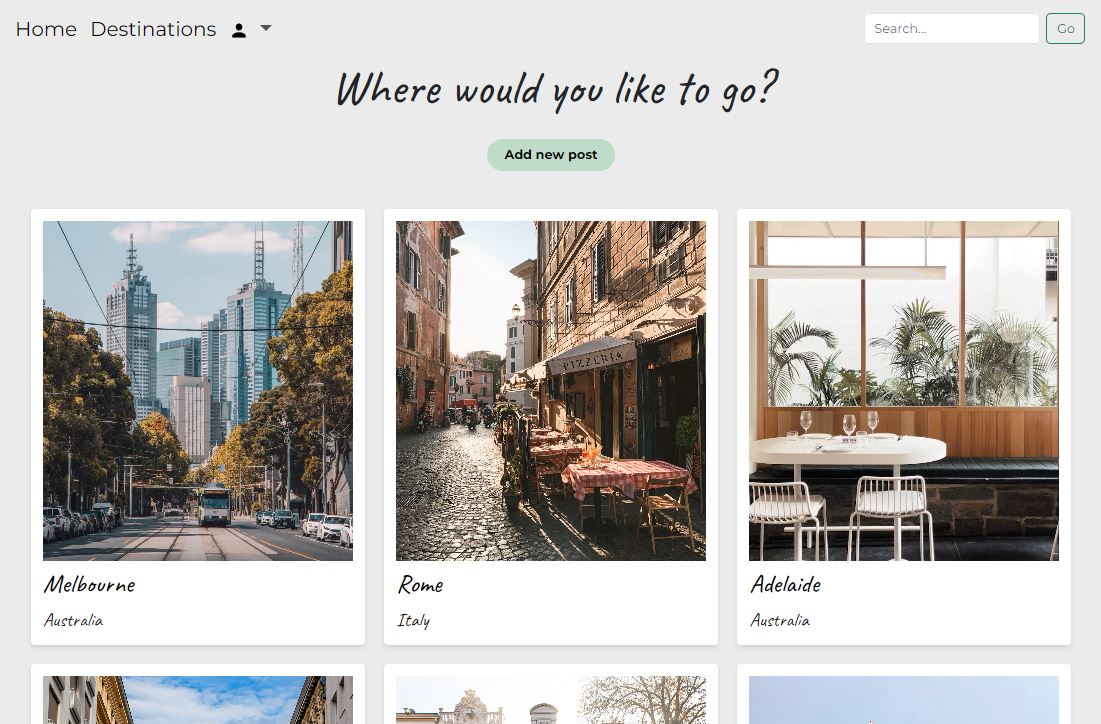 Home Destinations
Search...
Go
Where would you like to go?
Add new post
PIZZERIA
Melbourne
Australia
Rome
Italy
Adelaide
Australia